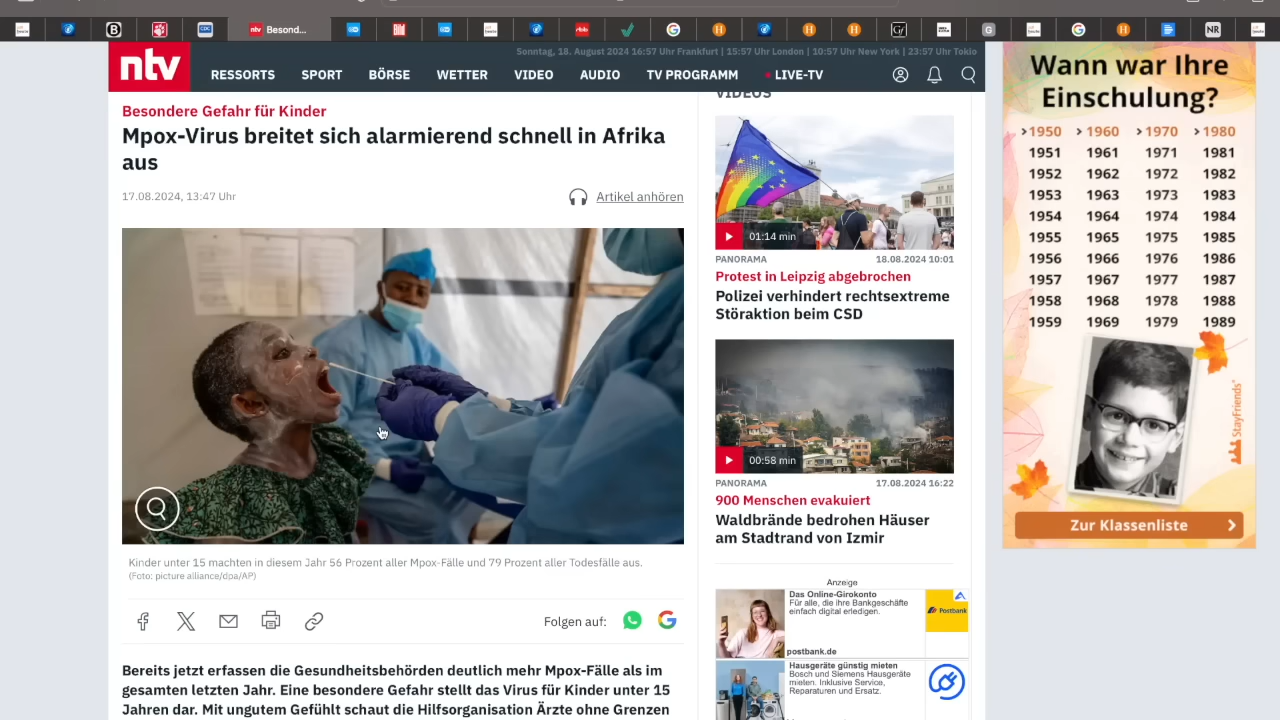 ntv
Besond...
ntv
Sonntag, 18. August 2024 16:57 Uhr Frankfurt | 15:57 Uhr London | 10:57 Uhr New York | 23:57 Uhr Tokio
RESSORTS SPORT BÖRSE WETTER VIDEO AUDIO TV PROGRAMM LIVE-TV
Besondere Gefahr für Kinder
Mpox-Virus breitet sich alarmierend schnell in Afrika
aus
17.08.2024, 13:47 Uhr
Artikel anhören
Kinder unter 15 machten in diesem Jahr 56 Prozent aller Mpox-Fälle und 79 Prozent aller Todesfälle aus.
(Foto: picture alliance/dpa/AP)
Folgen auf:
Bereits jetzt erfassen die Gesundheitsbehörden deutlich mehr Mpox-Fälle als im
gesamten letzten Jahr. Eine besondere Gefahr stellt das Virus für Kinder unter 15
Jahren dar. Mit ungutem Gefühlt schaut die Hilfsorganisation Ärzte ohne Grenzen
VIDEOS
01:14 min
PANORAMA 18.08.2024 10:01
Protest in Leipzig abgebrochen
Polizei verhindert rechtsextreme
Störaktion beim CSD
00:58 min
PANORAMA 17.08.2024 16:22
900 Menschen evakuiert
Waldbrände bedrohen Häuser
am Stadtrand von Izmir
Anzeige
Das Online-Girokonto
Für alle, die ihre Bankgeschäfte
einfach digital erledigen.
Postbank
postbank.de
Hausgeräte günstig mieten
Bosch und Siemens Hausgeräte
mieten. Inklusive Service,
Reparaturen und Ersatz.
Wann war Ihre
Einschulung?
1950 1960 1970 1980
1951 1961 1971 1981
1952 1962 1972 1982
1953 1963 1973 1983
1954 1964 1974 1984
1955 1965 1975 1985
1956 1966 1976 1986
1957 1967 1977 1987
1958 1968 1978 1988
1959 1969 1979 1989
StayFriends
Zur Klassenliste